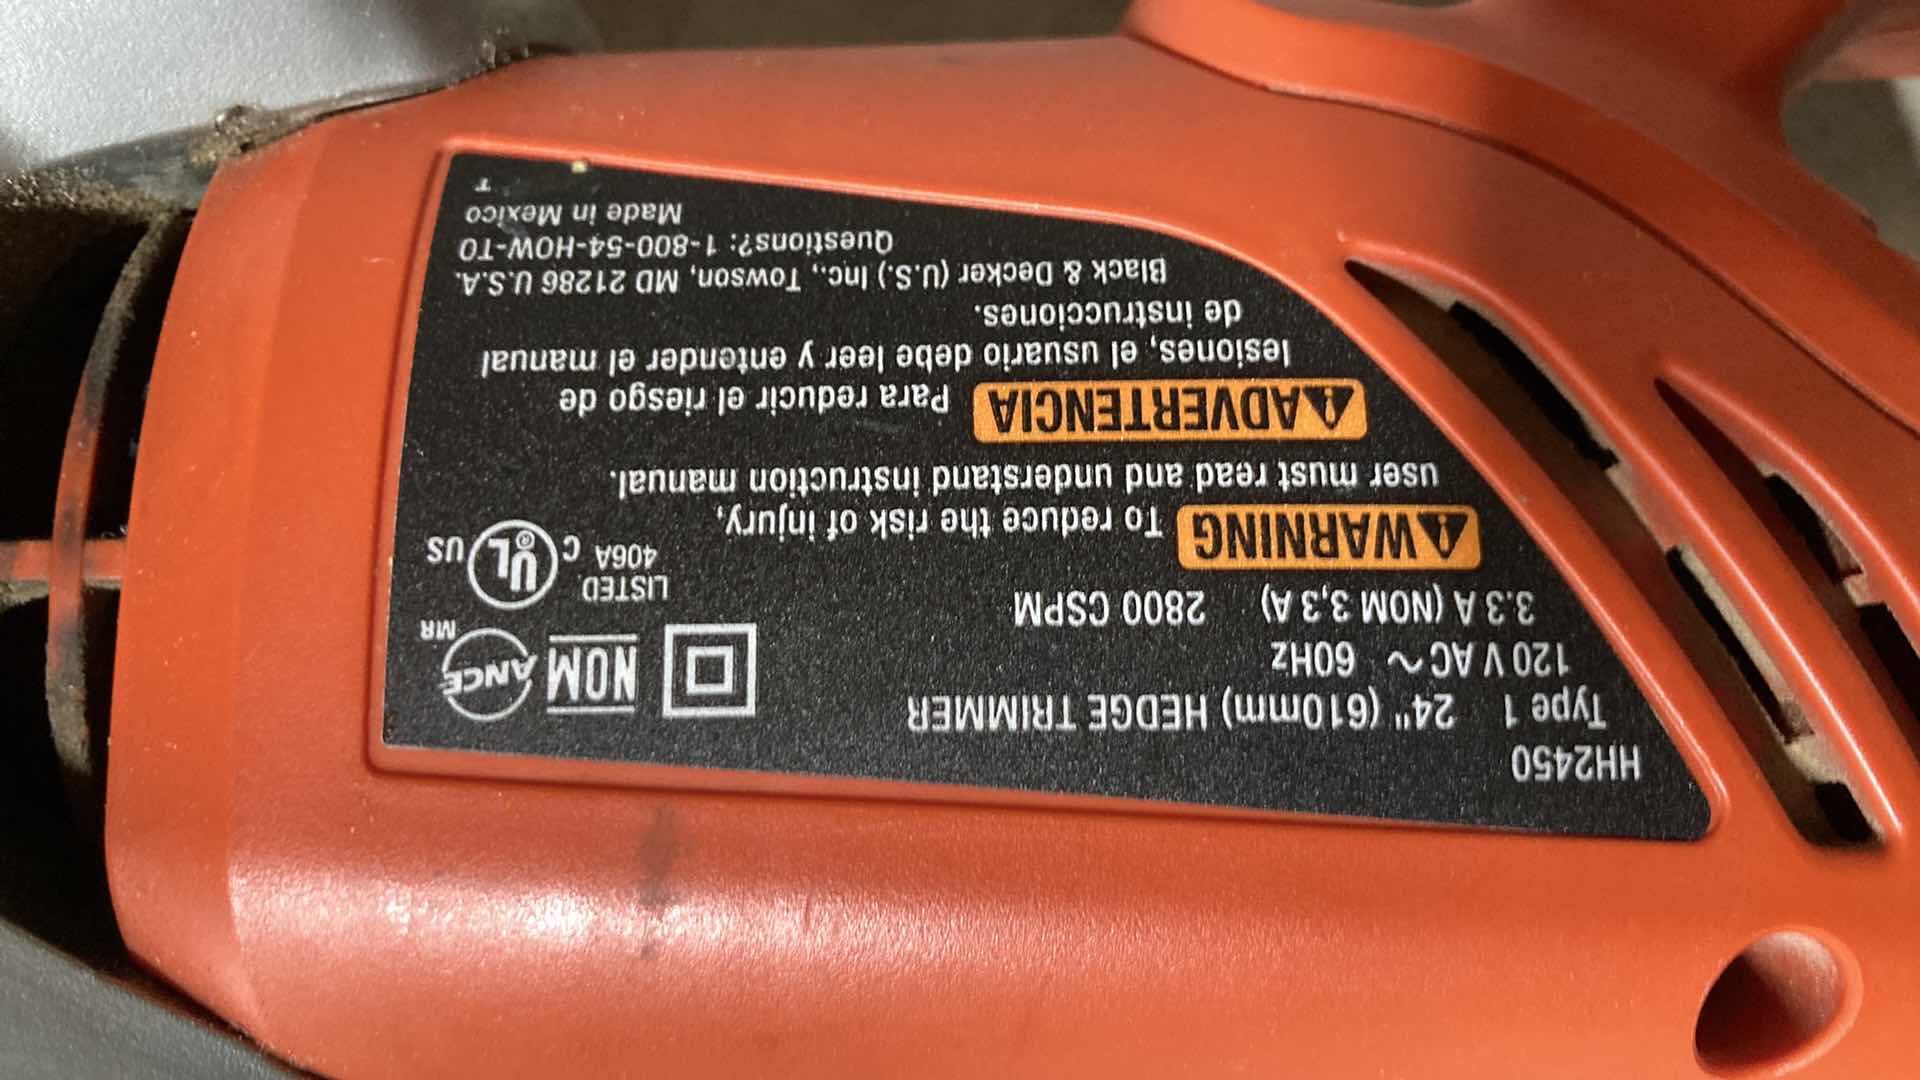 HH2450
Type 1 24" (610mm) HEDGE TRIMMER
120 V AC ~ 60Hz
3.3 A (NOM 3,3 A) 2800 CSPM
NOM ANCE MR
LISTED
406A C UL ® US
WARNING To reduce the risk of injury,
user must read and understand instruction manual.
ADVERTENCIA Para reducir el riesgo de
lesiones, el usuario debe leer y entender el manual
de instrucciones.
Black & Decker (U.S.) Inc., Towson, MD 21286 U.S.A.
Questions?: 1-800-54-HOW-TO
Made in Mexico
T